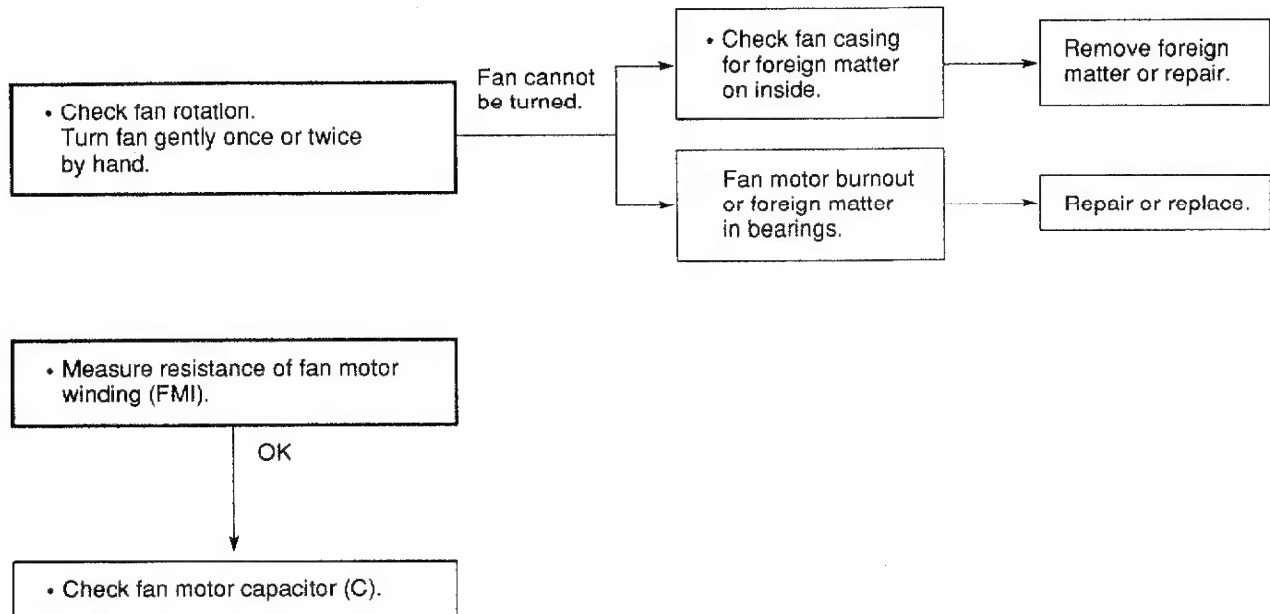 • Check fan rotation.
Turn fan gently once or twice
by hand.
Fan cannot
be turned.
• Check fan casing
for foreign matter
on inside.
Remove foreign
matter or repair.
Fan motor burnout
or foreign matter
in bearings.
Repair or replace.
• Measure resistance of fan motor
winding (FMI).
OK
• Check fan motor capacitor (C).